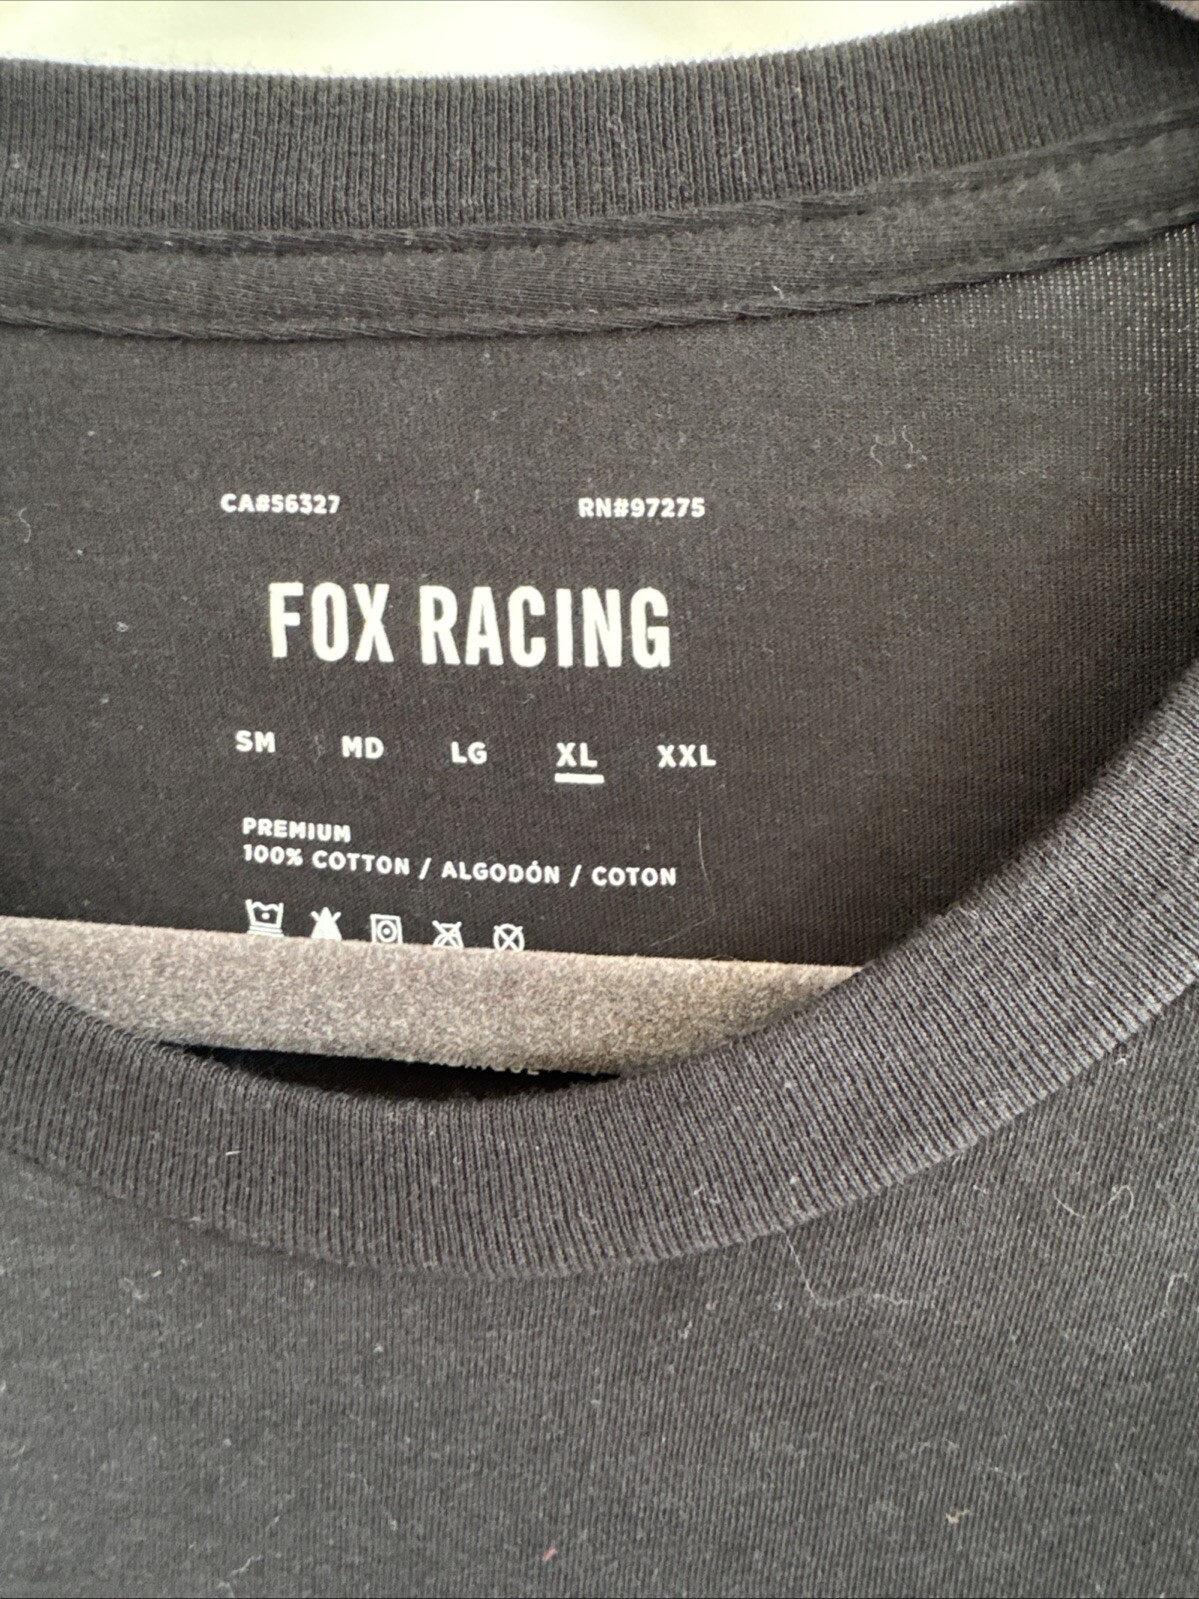 CA#56327 RN#97275
FOX RACING
SM MD LG XL XXL
PREMIUM
100% COTTON / ALGODÓN / COTON